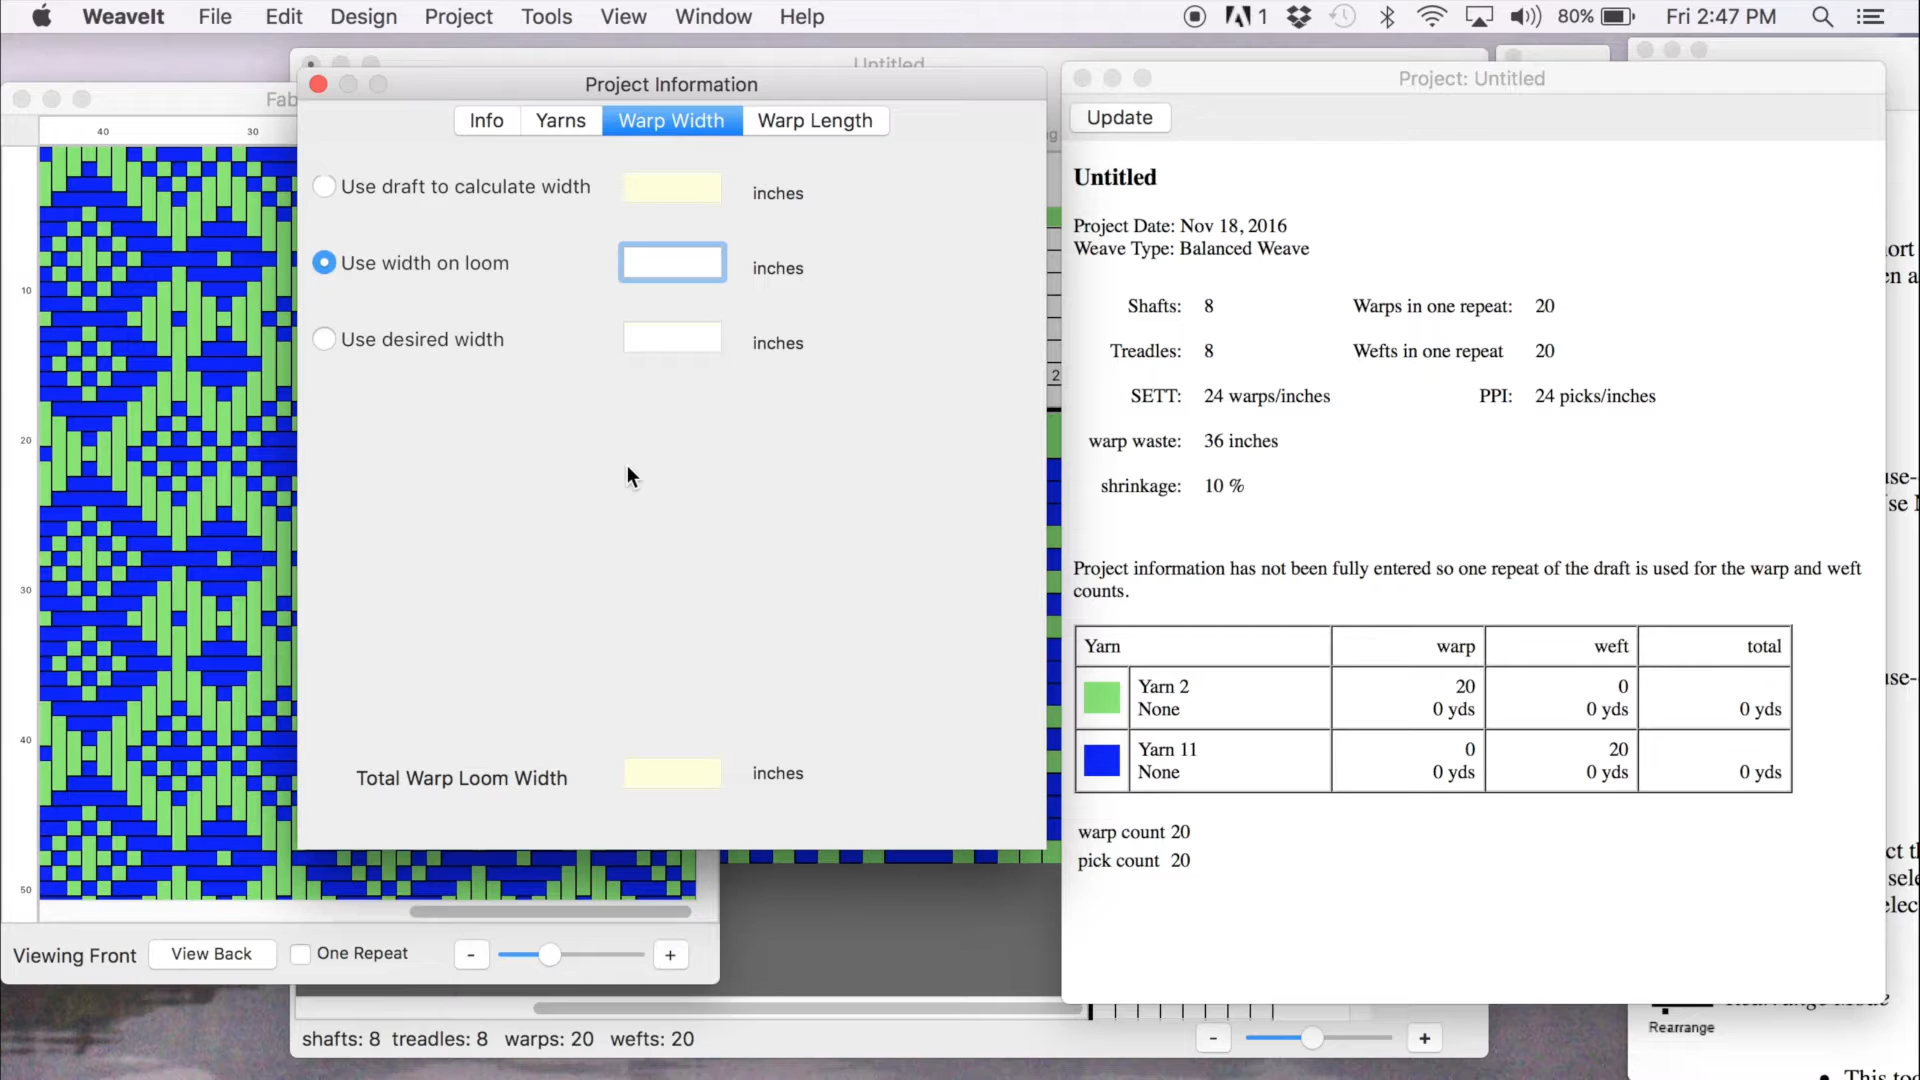 WeaveIt File Edit Design Project Tools View Window Help 1 80% Fri 2:47 PM
Untitled
Project Information
Project: Untitled
Fab
Info Yarns Warp Width Warp Length
Update
40 30
Use draft to calculate width inches
Use width on loom inches
Use desired width inches
Total Warp Loom Width inches
10
20
30
40
50
2
Untitled
Project Date: Nov 18, 2016
Weave Type: Balanced Weave
Shafts: 8 Warps in one repeat: 20
Treadles: 8 Wefts in one repeat 20
SETT: 24 warps/inches PPI: 24 picks/inches
warp waste: 36 inches
shrinkage: 10 %
Project information has not been fully entered so one repeat of the draft is used for the warp and weft
counts.
Yarn warp weft total
Yarn 2 20 0
None 0 yds 0 yds 0 yds
Yarn 11 0 20
None 0 yds 0 yds 0 yds
warp count 20
pick count 20
Viewing Front View Back One Repeat - +
shafts: 8 treadles: 8 warps: 20 wefts: 20 - +
Rearrange
• This too